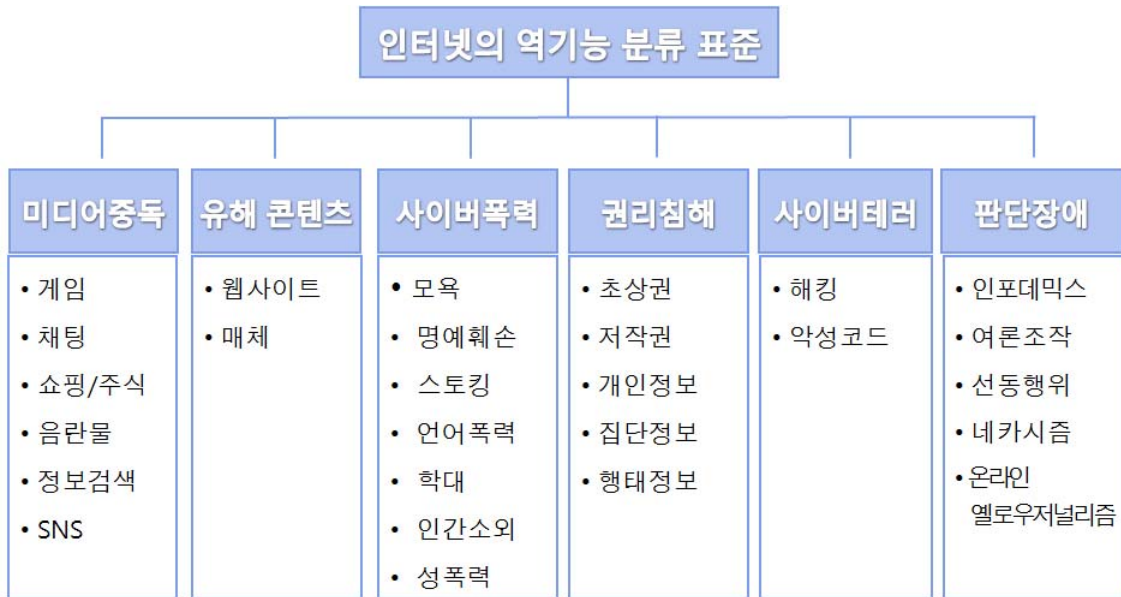 인터넷의 역기능 분류 표준
미디어중독
• 게임
• 채팅
• 쇼핑/주식
• 음란물
• 정보검색
• SNS
유해 콘텐츠
• 웹사이트
• 매체
사이버폭력
• 모욕
• 명예훼손
• 스토킹
• 언어폭력
• 학대
• 인간소외
• 성폭력
권리침해
• 초상권
• 저작권
• 개인정보
• 집단정보
• 행태정보
사이버테러
• 해킹
• 악성코드
판단장애
• 인포데믹스
• 여론조작
• 선동행위
• 네카시즘
• 온라인
옐로우저널리즘